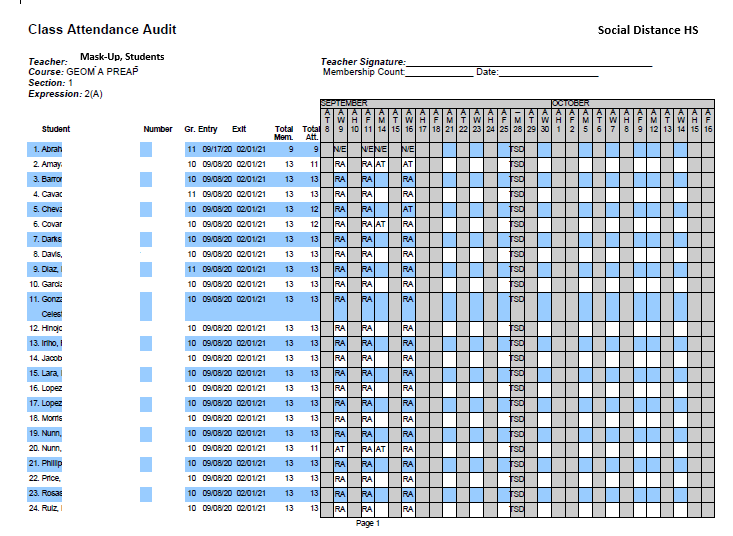 Class Attendance Audit
Social Distance HS
Teacher: Mask-Up, Students
Teacher Signature:
Course: GEOM A PREAP
Membership Count: Date:
Section: 1
Expression: 2(A)
SEPTEMBER OCTOBER
A A A A A A A A A A A A A A – A A A A A A A A A A A A A A
T W H F M T W H F M T W H F M T W H F M T W H F M T W H F
Student Number Gr. Entry Exit Total Mem. Total Att. 8 9 10 11 14 15 16 17 18 21 22 23 24 25 28 29 30 1 2 5 6 7 8 9 12 13 14 15 16
1. Abrah 11 09/17/20 02/01/21 9 9 N/E N/E N/E N/E TSD
2. Amay 10 09/08/20 02/01/21 13 11 RA RA AT AT TSD
3. Barror 10 09/08/20 02/01/21 13 13 RA RA RA TSD
4. Cavac 11 09/08/20 02/01/21 13 13 RA RA RA TSD
5. Cheva 10 09/08/20 02/01/21 13 12 RA RA AT TSD
6. Covar 10 09/08/20 02/01/21 13 12 RA RA AT RA TSD
7. Darks 10 09/08/20 02/01/21 13 13 RA RA RA TSD
8. Davis, 10 09/08/20 02/01/21 13 13 RA RA RA TSD
9. Diaz, 11 09/08/20 02/01/21 13 13 RA RA RA TSD
10. Garcia 10 09/08/20 02/01/21 13 13 RA RA RA TSD
11. Gonza 10 09/08/20 02/01/21 13 13 RA RA RA TSD
Celest
12. Hinojo 10 09/08/20 02/01/21 13 13 RA RA RA TSD
13. Iriho, 10 09/08/20 02/01/21 13 13 RA RA RA TSD
14. Jacob 10 09/08/20 02/01/21 13 13 RA RA RA TSD
15. Lara, 10 09/08/20 02/01/21 13 13 RA RA RA TSD
16. Lopez 10 09/08/20 02/01/21 13 13 RA RA RA TSD
17. Lopez 10 09/08/20 02/01/21 13 13 RA RA RA TSD
18. Morris 10 09/08/20 02/01/21 13 13 RA RA RA TSD
19. Nunn, 10 09/08/20 02/01/21 13 13 RA RA RA TSD
20. Nunn, 10 09/08/20 02/01/21 13 11 AT RA AT RA TSD
21. Phillip 10 09/08/20 02/01/21 13 13 RA RA RA TSD
22. Price, 10 09/08/20 02/01/21 13 13 RA RA RA TSD
23. Rosas 10 09/08/20 02/01/21 13 13 RA RA RA TSD
24. Ruiz, 10 09/08/20 02/01/21 13 13 RA RA RA TSD
Page 1